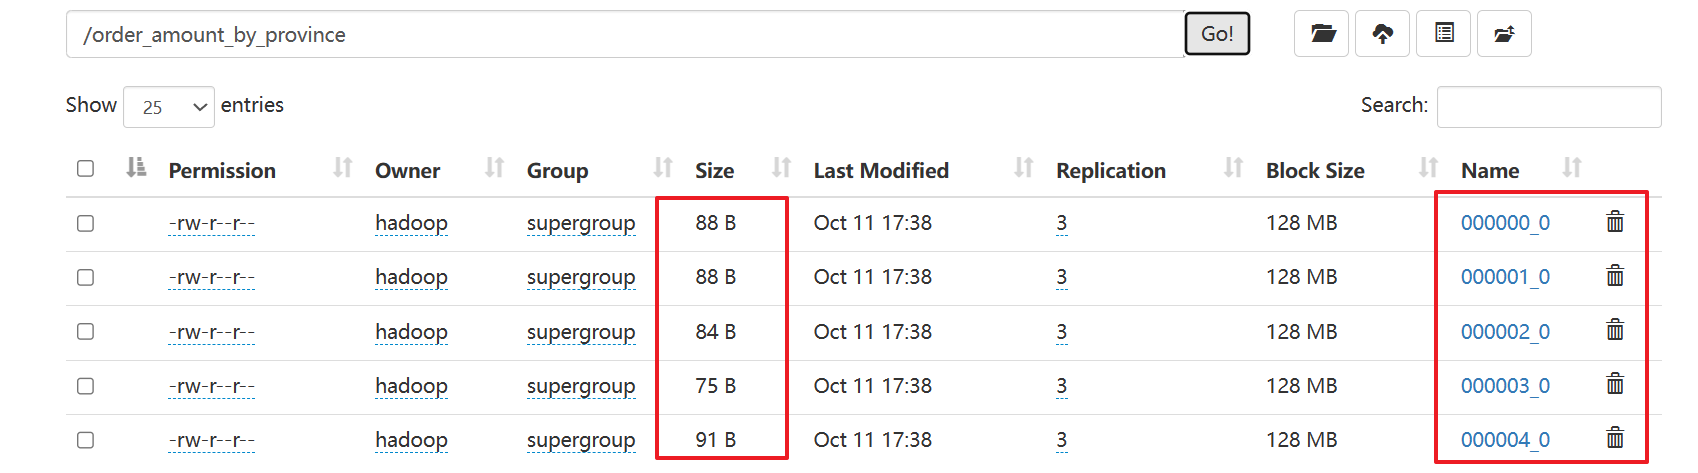 /order_amount_by_province Go!
Show 25 entries Search:
Permission Owner Group Size Last Modified Replication Block Size Name
-rw-r--r-- hadoop supergroup 88 B Oct 11 17:38 3 128 MB 000000_0
-rw-r--r-- hadoop supergroup 88 B Oct 11 17:38 3 128 MB 000001_0
-rw-r--r-- hadoop supergroup 84 B Oct 11 17:38 3 128 MB 000002_0
-rw-r--r-- hadoop supergroup 75 B Oct 11 17:38 3 128 MB 000003_0
-rw-r--r-- hadoop supergroup 91 B Oct 11 17:38 3 128 MB 000004_0